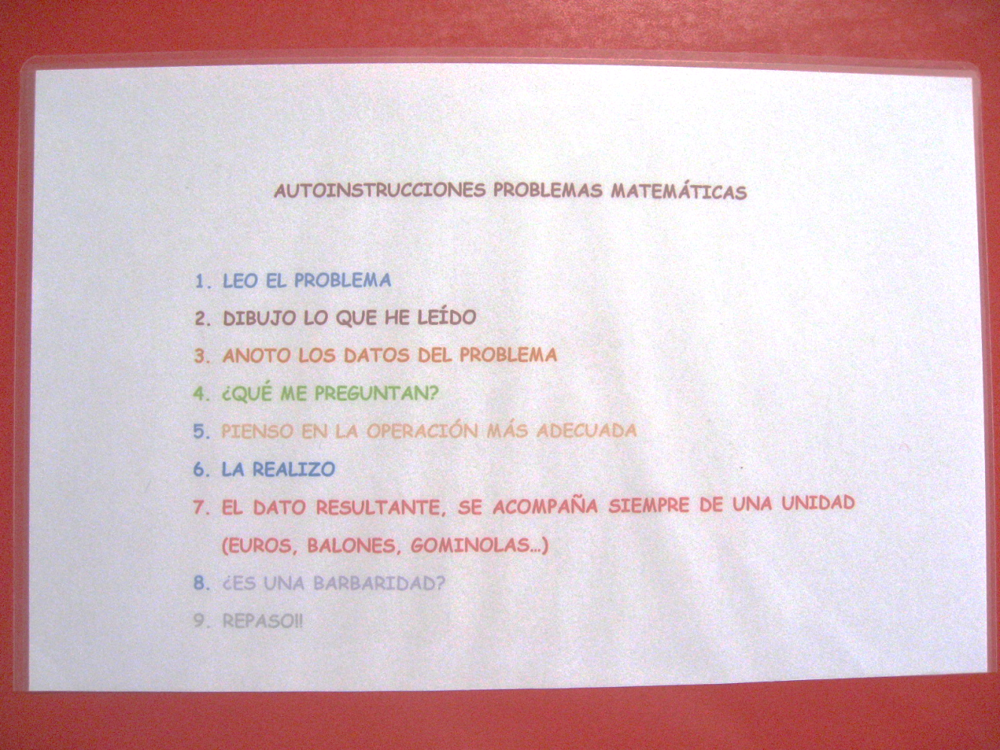 AUTOINSTRUCCIONES PROBLEMAS MATEMÁTICAS
1. LEO EL PROBLEMA
2. DIBUJO LO QUE HE LEÍDO
3. ANOTO LOS DATOS DEL PROBLEMA
4. ¿QUÉ ME PREGUNTAN?
5. PIENSO EN LA OPERACIÓN MÁS ADECUADA
6. LA REALIZO
7. EL DATO RESULTANTE, SE ACOMPAÑA SIEMPRE DE UNA UNIDAD
(EUROS, BALONES, GOMINOLAS...)
8. ¿ES UNA BARBARIDAD?
9. REPASO!!